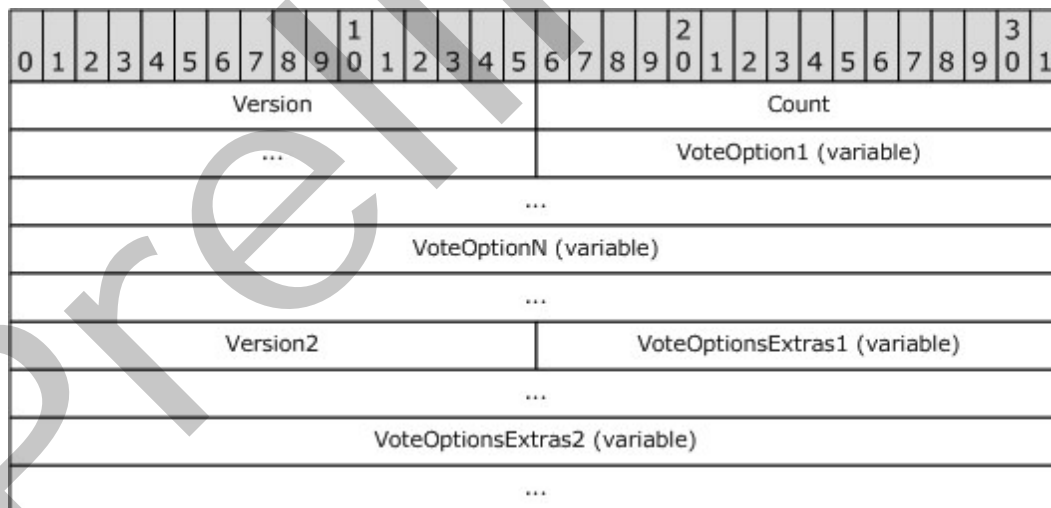 1 2 3
0 1 2 3 4 5 6 7 8 9 0 1 2 3 4 5 6 7 8 9 0 1 2 3 4 5 6 7 8 9 0 1
Version Count
... VoteOption1 (variable)
...
VoteOptionN (variable)
...
Version2 VoteOptionsExtras1 (variable)
...
VoteOptionsExtras2 (variable)
...
Prelin